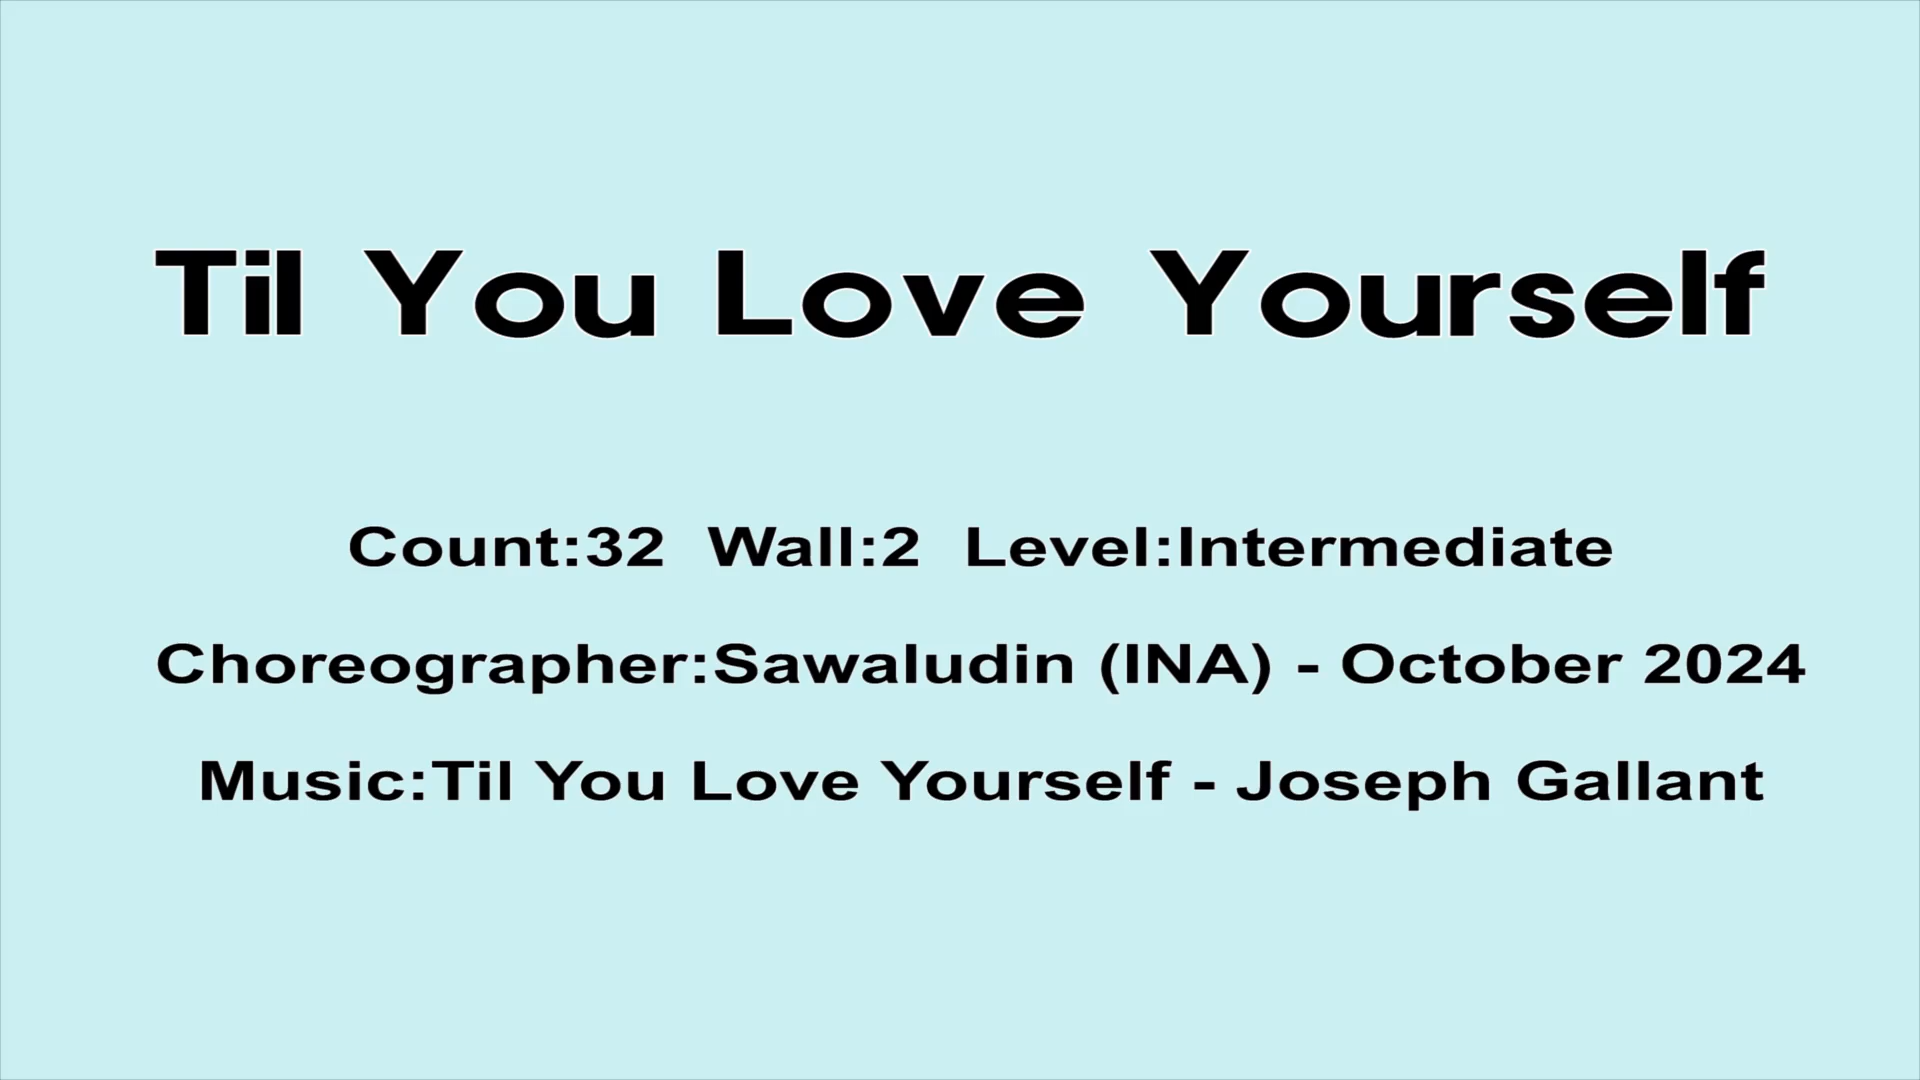 Til You Love Yourself
Count:32 Wall:2 Level:Intermediate
Choreographer:Sawaludin (INA) - October 2024
Music:Til You Love Yourself - Joseph Gallant